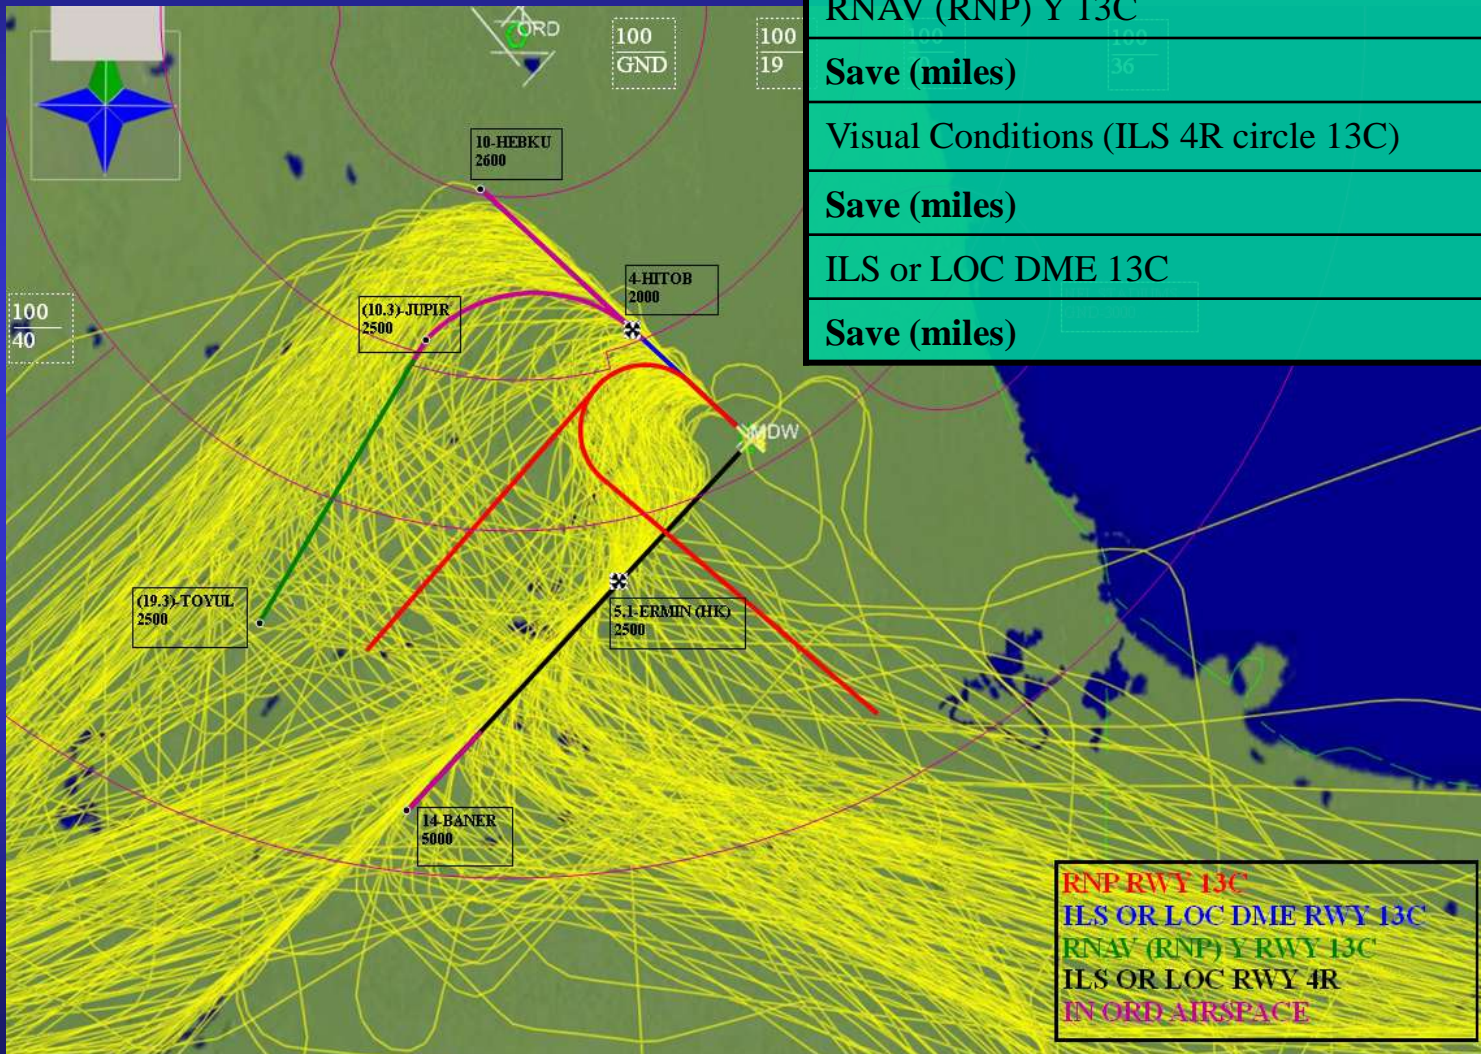 RNAV (RNP) Y 13C
Save (miles)
Visual Conditions (ILS 4R circle 13C)
Save (miles)
ILS or LOC DME 13C
Save (miles)
ORD
100
GND
100
19
100
36
10-HEBKU
2600
4-HITOB
2000
(10.3)-JUPIR
2500
100
40
MDW
(19.3)-TOYUL
2500
5.1-ERMIN (HK)
2500
14-BANER
5000
RNP RWY 13C
ILS OR LOC DME RWY 13C
RNAV (RNP) Y RWY 13C
ILS OR LOC RWY 4R
IN ORD AIRSPACE